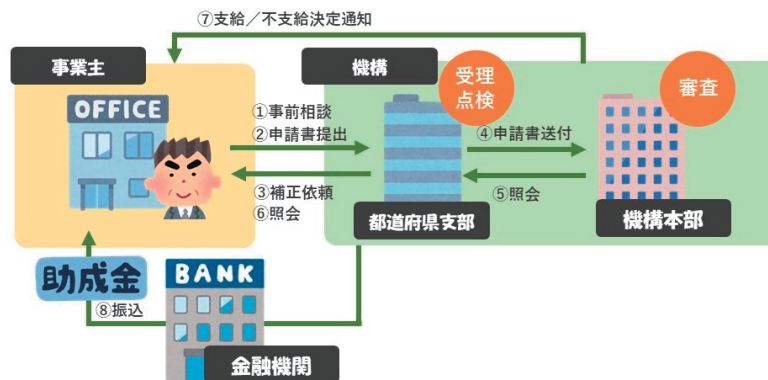 ⑦支給／不支給決定通知
事業主
機構
受理
点検
審査
OFFICE
①事前相談
②申請書提出
④申請書送付
③補正依頼
⑥照会
⑤照会
都道府県支部
機構本部
助成金
BANK
⑧振込
金融機関